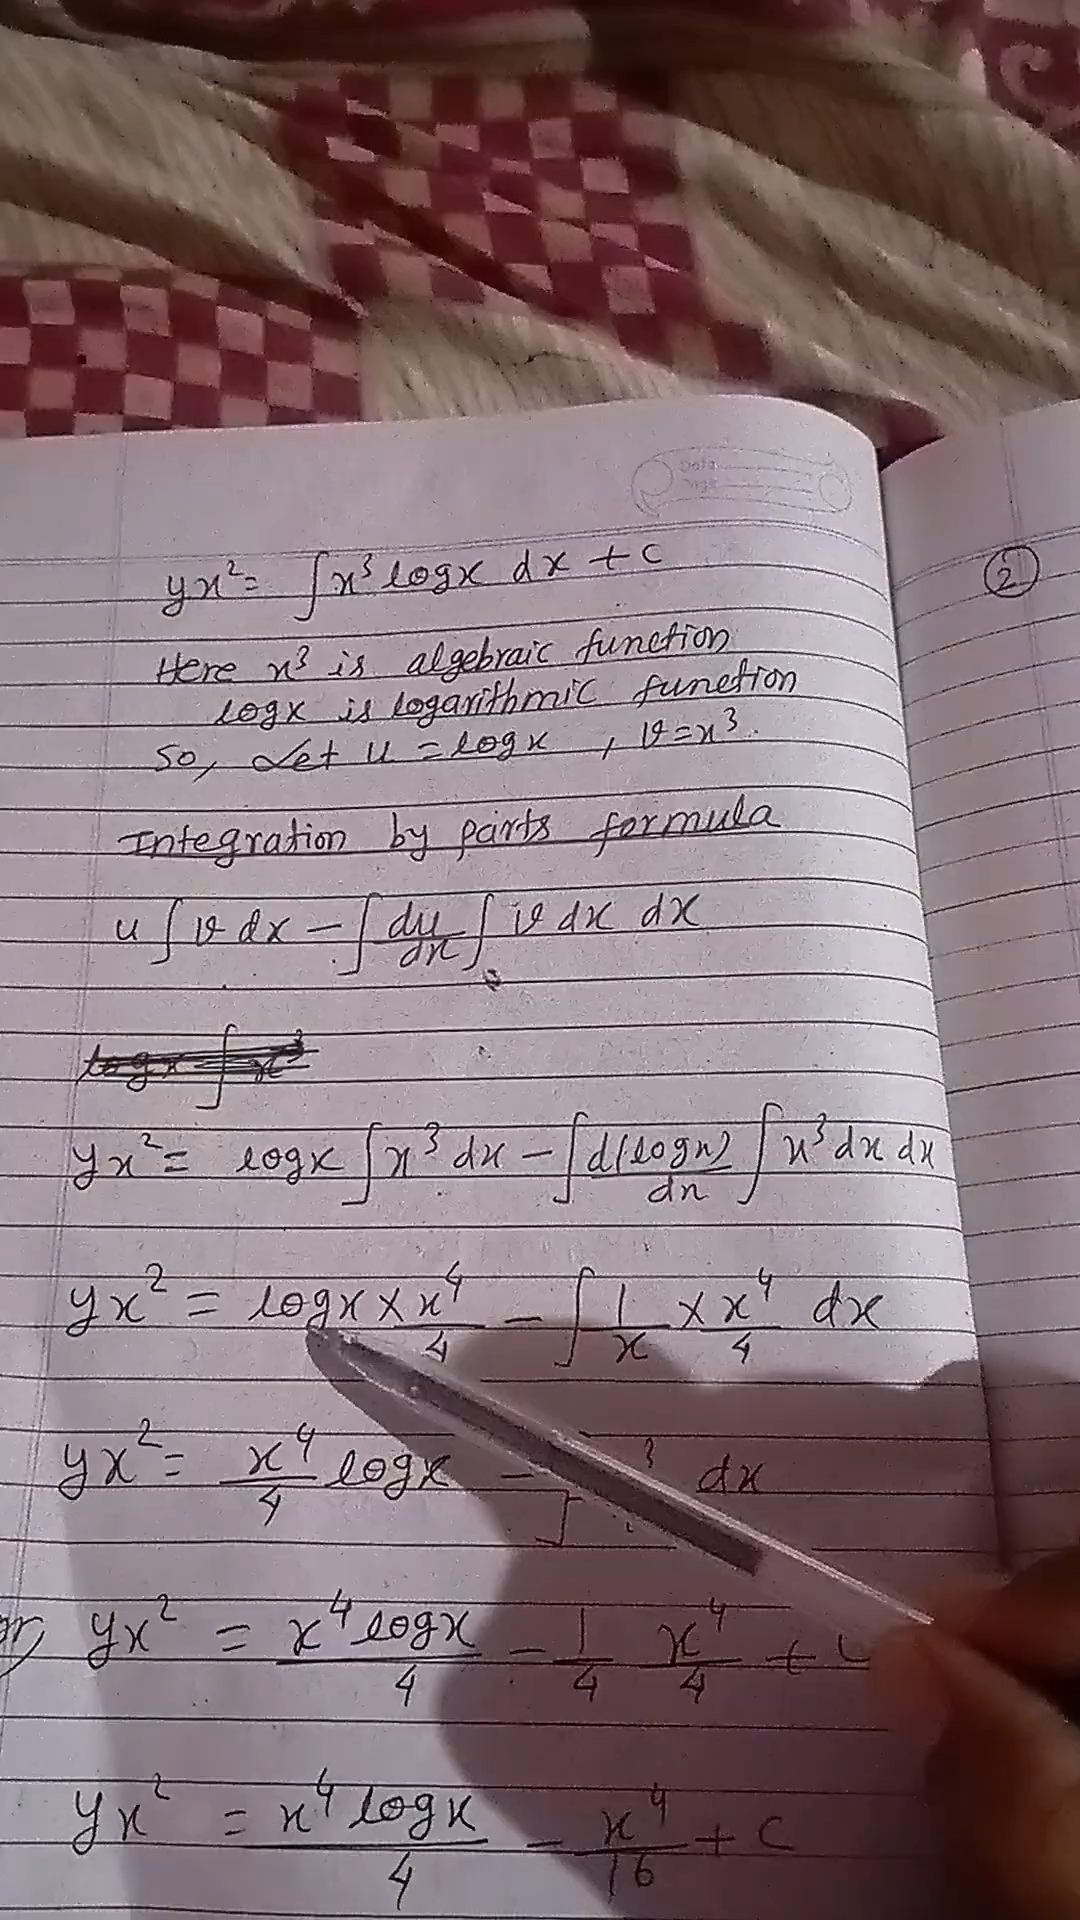 yx² = ∫x³ logx dx + c
Here x³ is algebraic function
logx is logarithmic function
So, Let u = logx , v = x³.
Integration by parts formula
u∫v dx - ∫du/dx ∫v dx dx
yx² = logx ∫x³ dx - ∫d(logx)/dx ∫x³ dx dx
yx² = logx × x⁴/4 - ∫1/x × x⁴/4 dx
yx² = x⁴/4 logx - ∫ ³ dx
or, yx² = x⁴ logx/4 - 1/4 x⁴/4 + c
yx² = x⁴ logx/4 - x⁴/16 + c
2